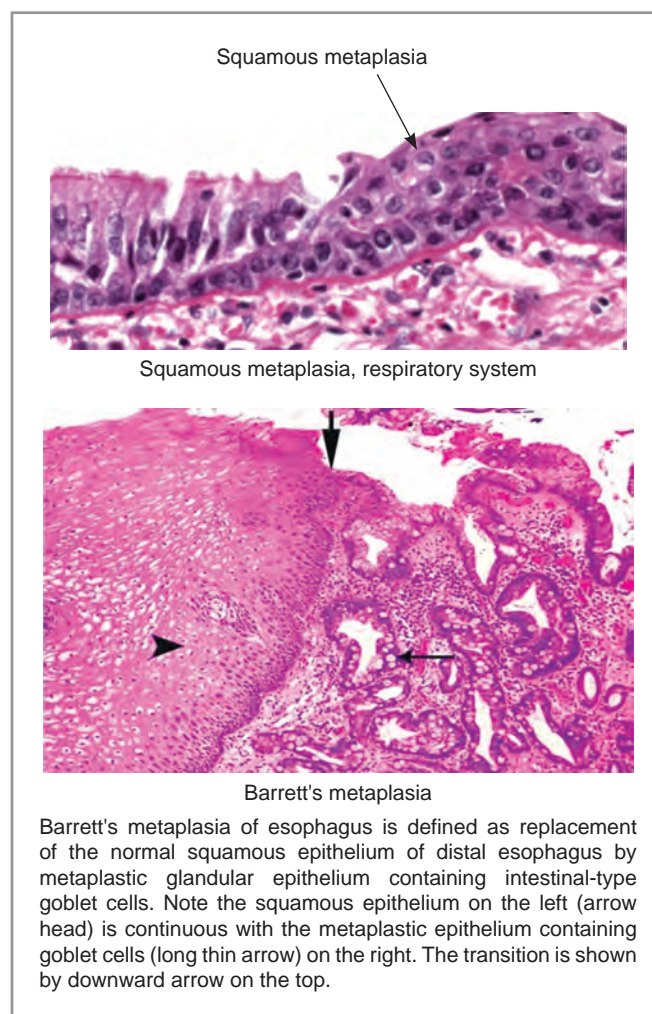 Squamous metaplasia
Squamous metaplasia, respiratory system
Barrett's metaplasia
Barrett's metaplasia of esophagus is defined as replacement
of the normal squamous epithelium of distal esophagus by
metaplastic glandular epithelium containing intestinal-type
goblet cells. Note the squamous epithelium on the left (arrow
head) is continuous with the metaplastic epithelium containing
goblet cells (long thin arrow) on the right. The transition is shown
by downward arrow on the top.